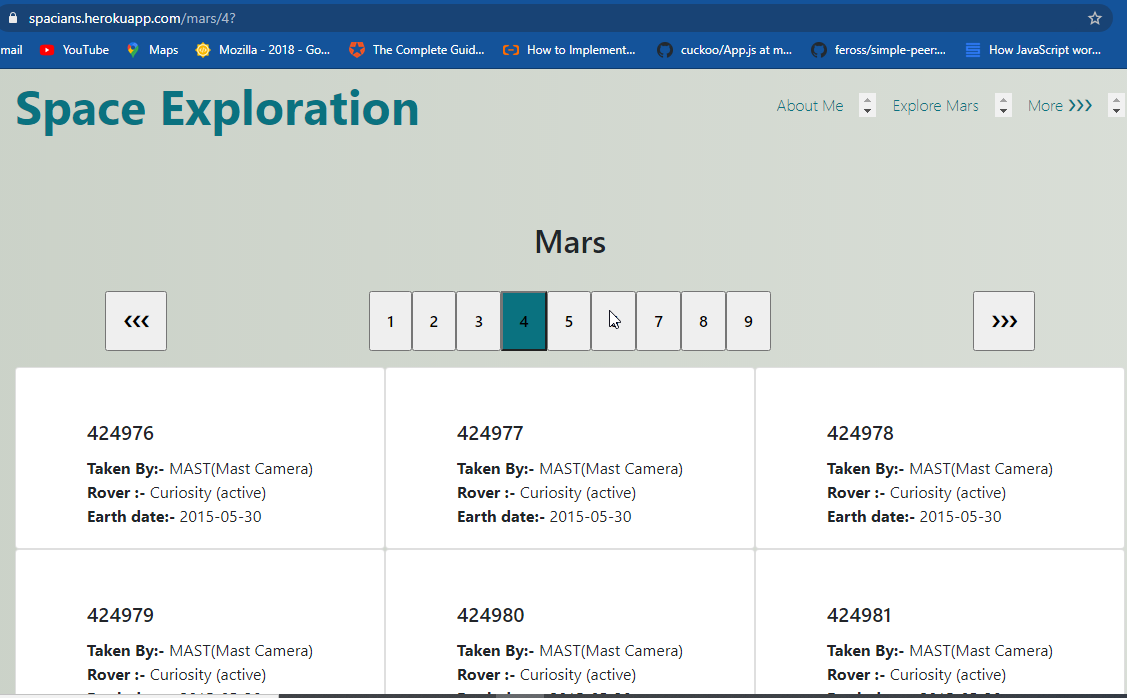 spacians.herokuapp.com/mars/4?
mail YouTube Maps Mozilla - 2018 - Go... The Complete Guid... How to Implement... cuckoo/App.js at m... feross/simple-peer:... How JavaScript wor...
Space Exploration
About Me Explore Mars More ❯❯❯
Mars
❮❮❮ 1 2 3 4 5 7 8 9 ❯❯❯
424976 424977 424978
Taken By:- MAST(Mast Camera) Taken By:- MAST(Mast Camera) Taken By:- MAST(Mast Camera)
Rover :- Curiosity (active) Rover :- Curiosity (active) Rover :- Curiosity (active)
Earth date:- 2015-05-30 Earth date:- 2015-05-30 Earth date:- 2015-05-30
424979 424980 424981
Taken By:- MAST(Mast Camera) Taken By:- MAST(Mast Camera) Taken By:- MAST(Mast Camera)
Rover :- Curiosity (active) Rover :- Curiosity (active) Rover :- Curiosity (active)